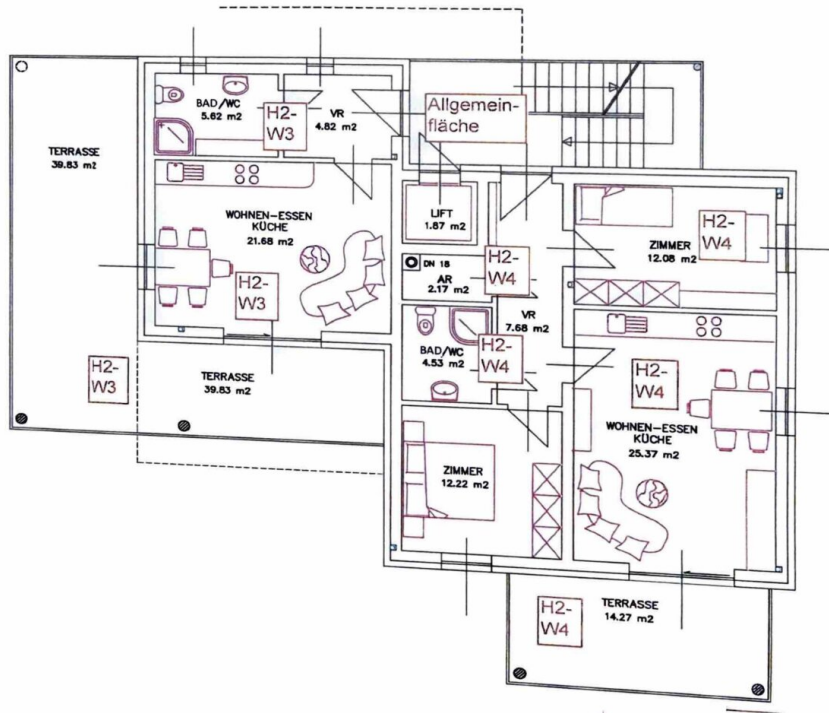 BAD/WC
5.62 m2
H2-
W3
VR
4.82 m2
Allgemein-
fläche
TERRASSE
39.83 m2
WOHNEN-ESSEN
KÜCHE
21.68 m2
H2-
W3
LIFT
1.87 m2
DN 18
AR
2.17 m2
H2-
W4
ZIMMER
12.08 m2
H2-
W4
VR
7.68 m2
BAD/WC
4.53 m2
H2-
W4
H2-
W3
TERRASSE
39.83 m2
H2-
W4
WOHNEN-ESSEN
KÜCHE
25.37 m2
ZIMMER
12.22 m2
H2-
W4
TERRASSE
14.27 m2